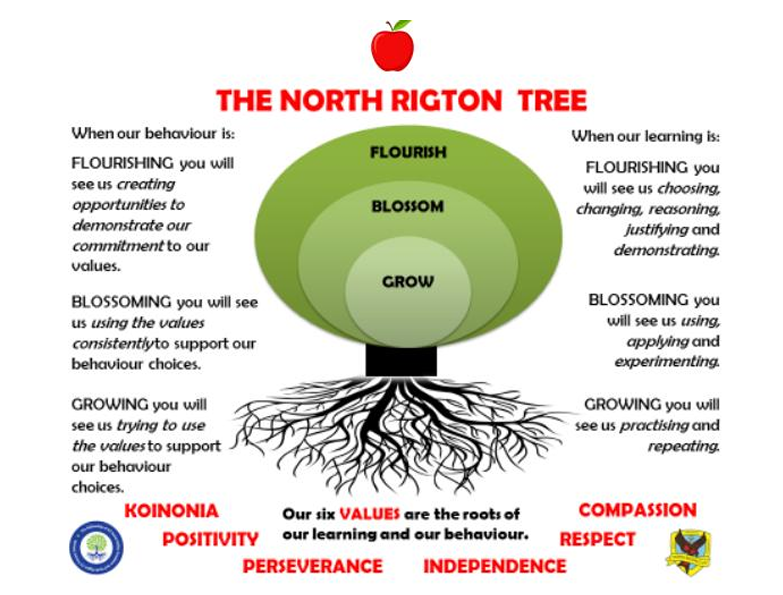 THE NORTH RIGTON TREE
When our behaviour is:
FLOURISHING you will
see us creating
opportunities to
demonstrate our
commitment to our
values.
BLOSSOMING you will see
us using the values
consistently to support our
behaviour choices.
GROWING you will
see us trying to use
the values to support
our behaviour
choices.
FLOURISH
BLOSSOM
GROW
When our learning is:
FLOURISHING you
will see us choosing,
changing, reasoning,
justifying and
demonstrating.
BLOSSOMING you
will see us using,
applying and
experimenting.
GROWING you will
see us practising and
repeating.
Our six VALUES are the roots of
our learning and our behaviour.
KOINONIA
POSITIVITY
PERSEVERANCE
INDEPENDENCE
RESPECT
COMPASSION